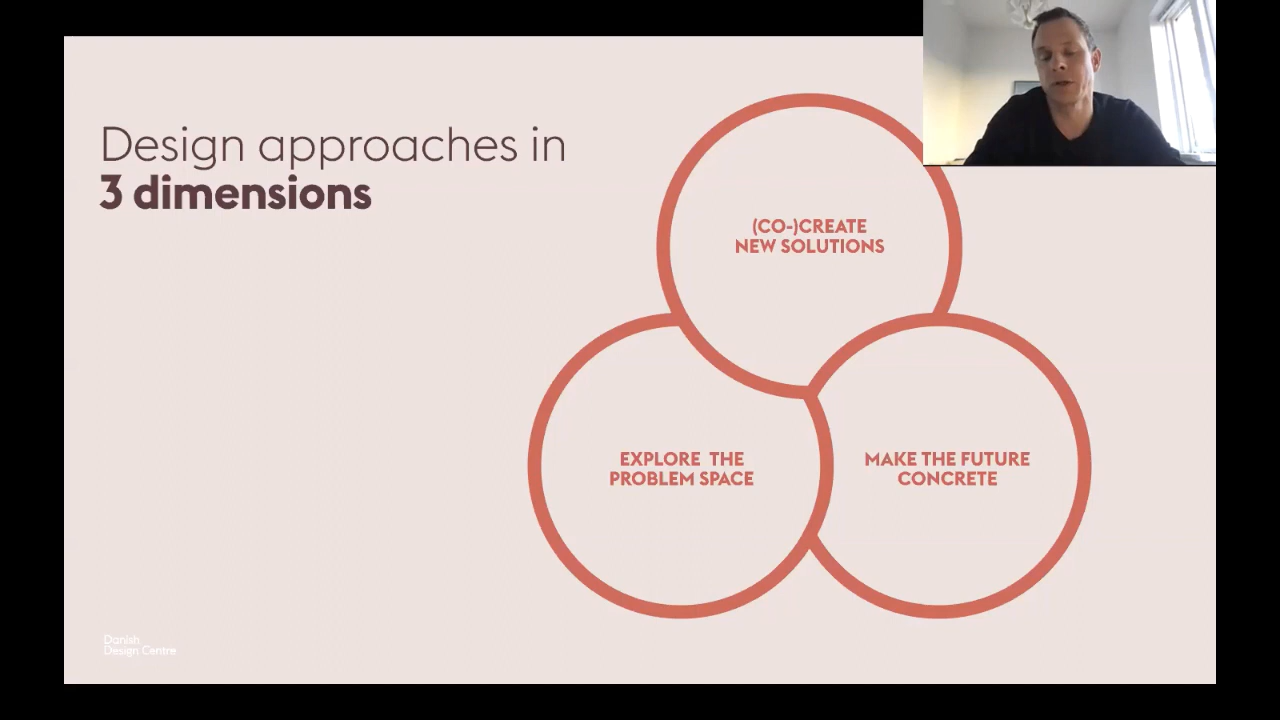 Design approaches in
3 dimensions
(CO-)CREATE
NEW SOLUTIONS
EXPLORE THE
PROBLEM SPACE
MAKE THE FUTURE
CONCRETE
Danish
Design Centre